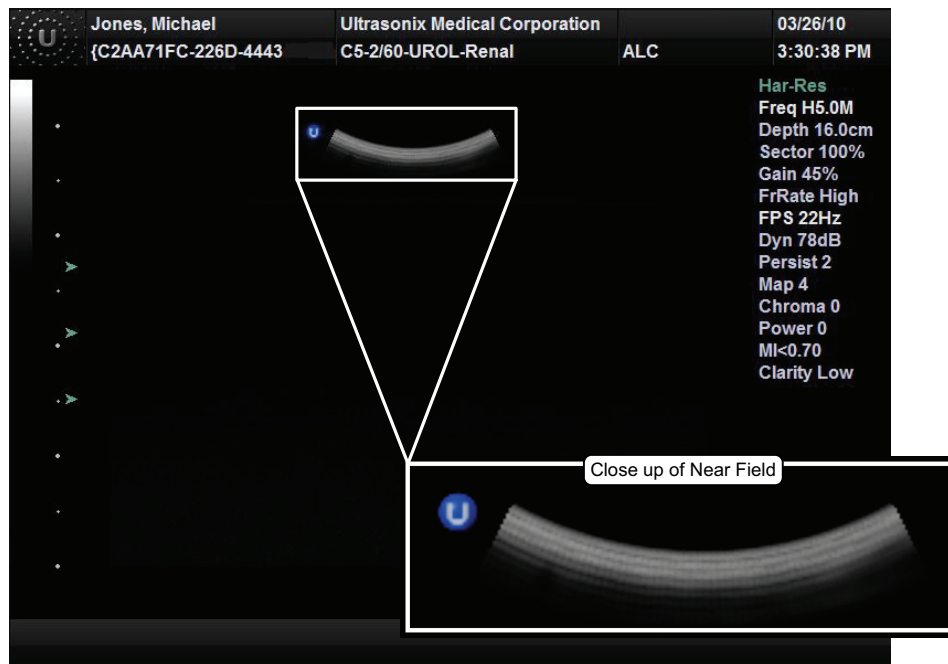 Jones, Michael Ultrasonix Medical Corporation 03/26/10
{C2AA71FC-226D-4443 C5-2/60-UROL-Renal ALC 3:30:38 PM
Har-Res
Freq H5.0M
Depth 16.0cm
Sector 100%
Gain 45%
FrRate High
FPS 22Hz
Dyn 78dB
Persist 2
Map 4
Chroma 0
Power 0
MI<0.70
Clarity Low
U
U
Close up of Near Field
U